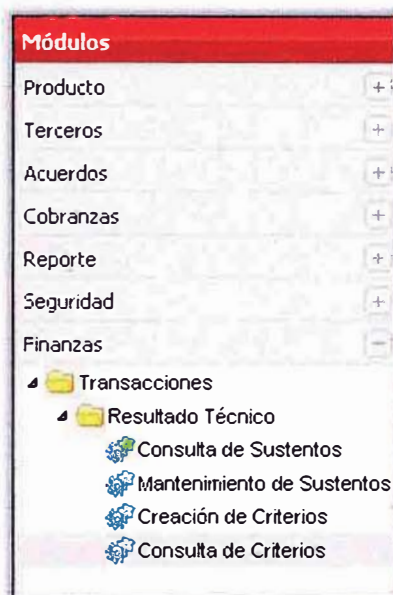 Módulos
Producto
Terceros
Acuerdos
Cobranzas
Reporte
Seguridad
Finanzas
Transacciones
Resultado Técnico
Consulta de Sustentos
Mantenimiento de Sustentos
Creación de Criterios
Consulta de Criterios